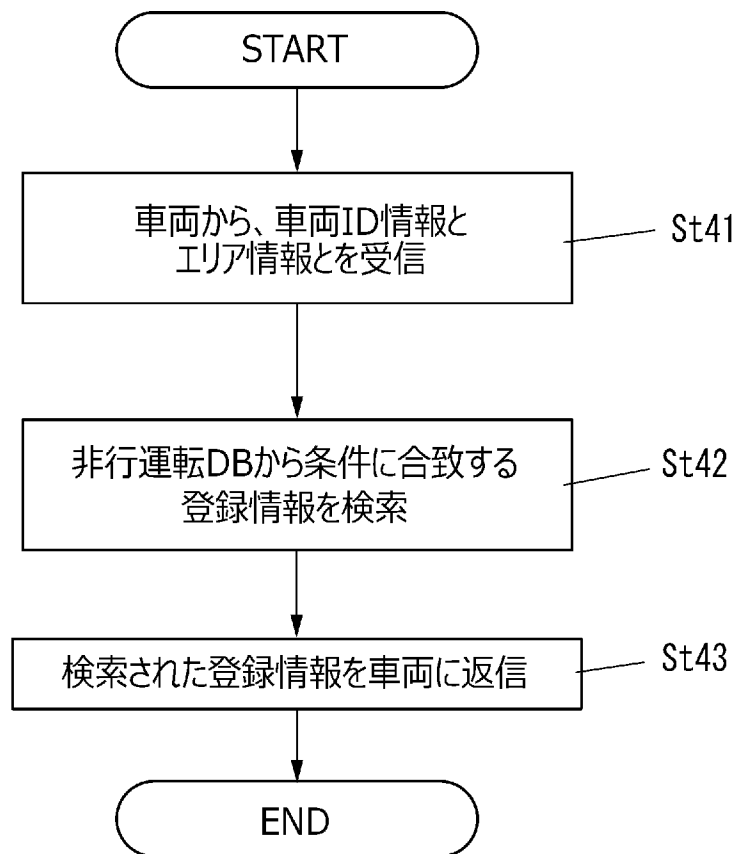 START
車両から、車両ID情報と
エリア情報とを受信
St41
非行運転DBから条件に合致する
登録情報を検索
St42
検索された登録情報を車両に返信
St43
END